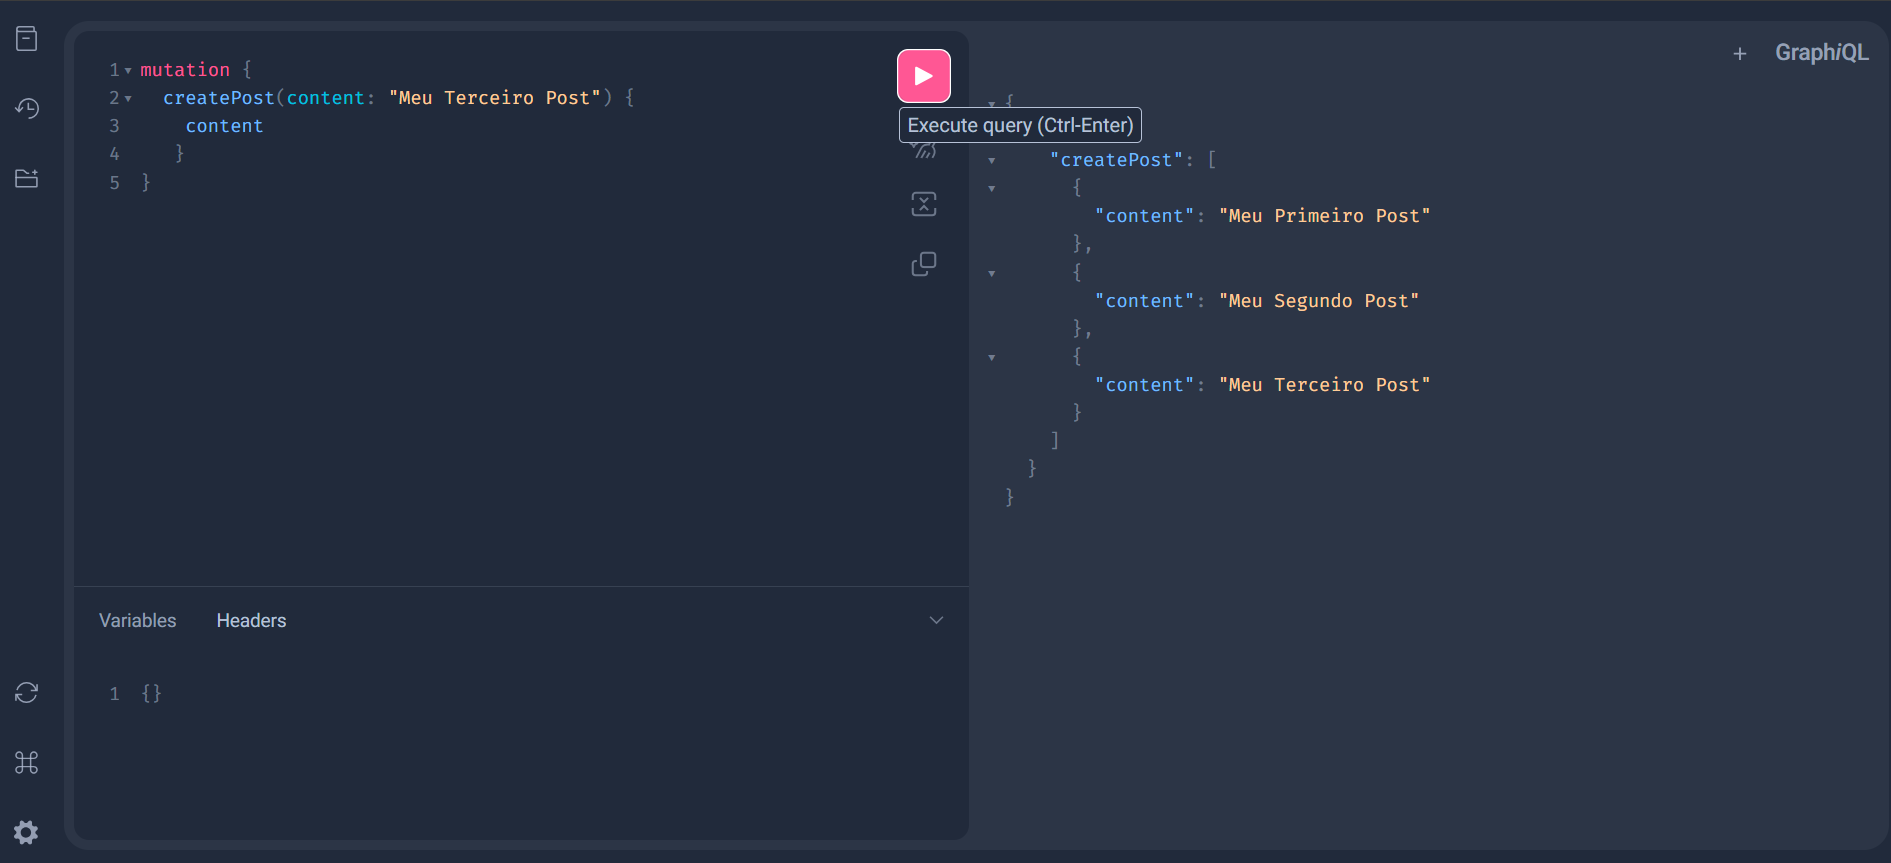 1 mutation {
2 createPost(content: "Meu Terceiro Post") {
3 content
4 }
5 }
Execute query (Ctrl-Enter)
Variables Headers
1 {}
+ GraphiQL
{
"createPost": [
{
"content": "Meu Primeiro Post"
},
{
"content": "Meu Segundo Post"
},
{
"content": "Meu Terceiro Post"
}
]
}
}